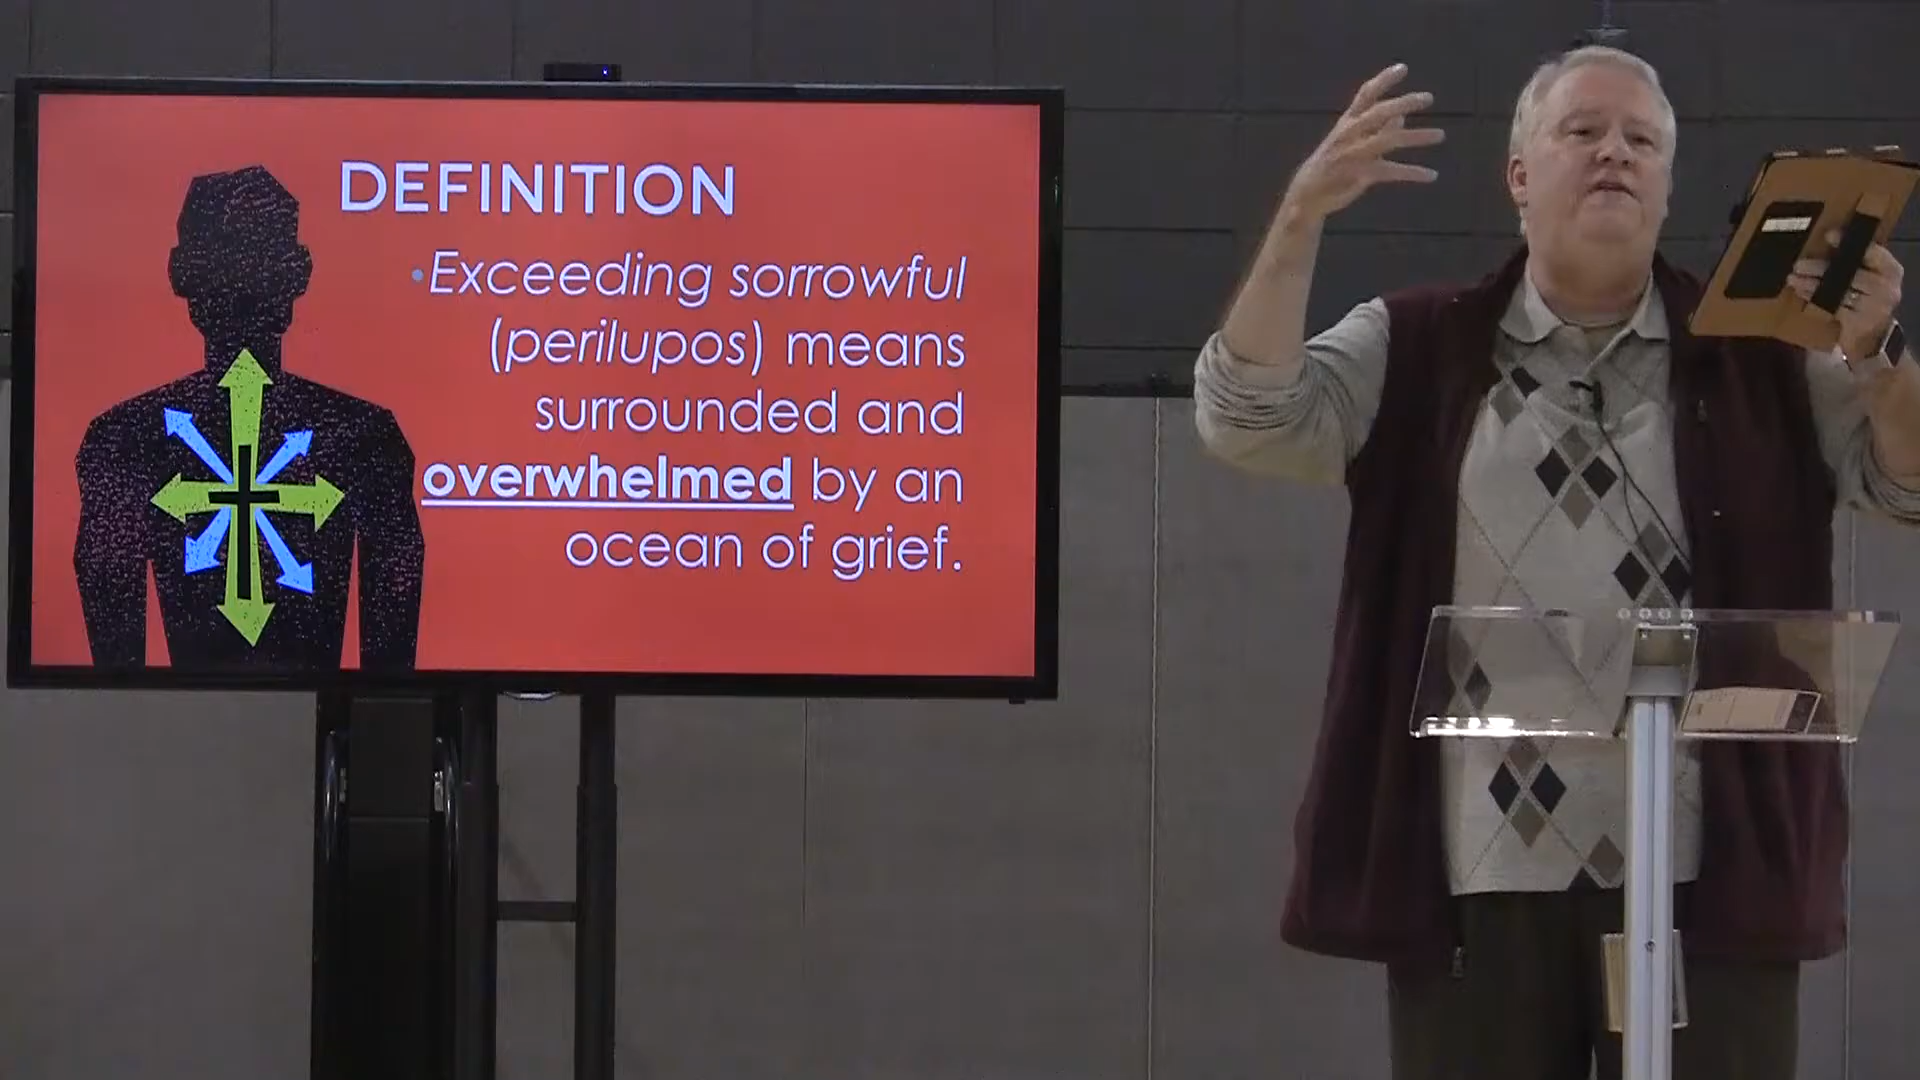 DEFINITION
•Exceeding sorrowful
(perilupos) means
surrounded and
overwhelmed by an
ocean of grief.